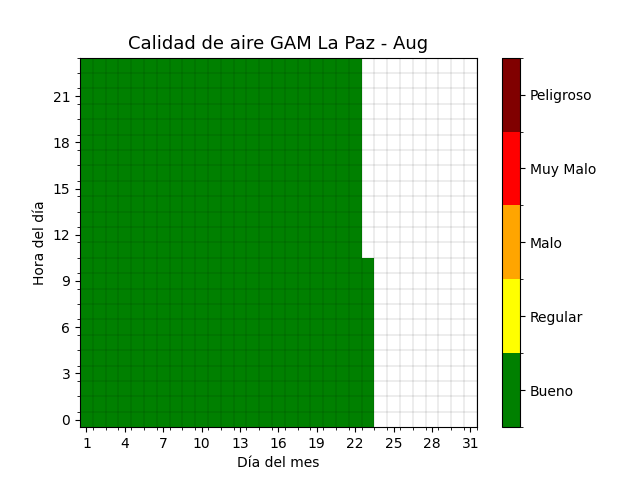 Calidad de aire GAM La Paz - Aug
Hora del día
21
18
15
12
9
6
3
0
1 4 7 10 13 16 19 22 25 28 31
Día del mes
Peligroso
Muy Malo
Malo
Regular
Bueno